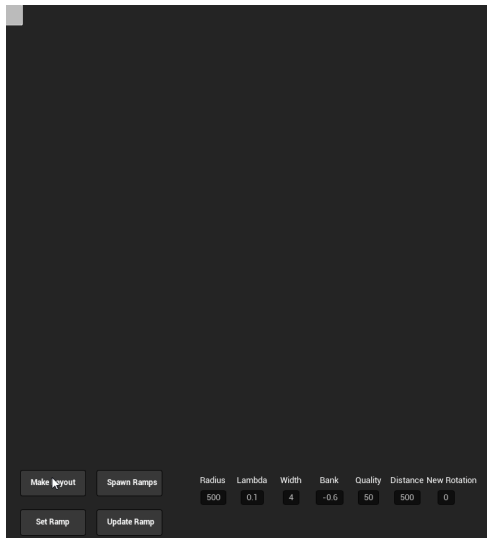 Make Layout Spawn Ramps
Radius Lambda Width Bank Quality Distance New Rotation
500 0.1 4 -0.6 50 500 0
Set Ramp Update Ramp